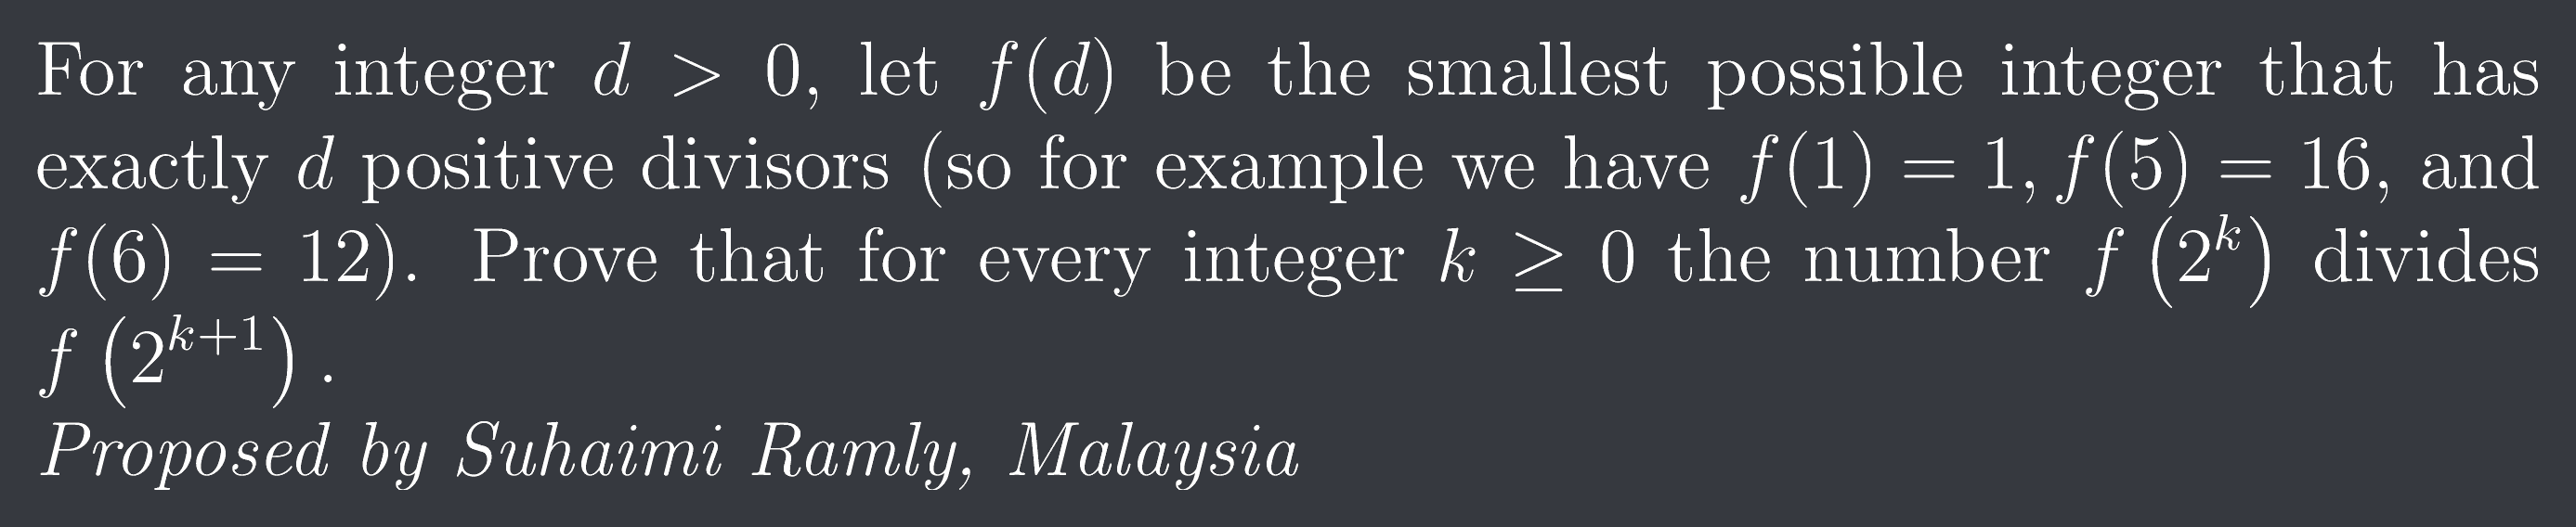 For any integer d > 0, let f(d) be the smallest possible integer that has
exactly d positive divisors (so for example we have f(1) = 1, f(5) = 16, and
f(6) = 12). Prove that for every integer k ≥ 0 the number f (2^k) divides
f (2^{k+1}) .
Proposed by Suhaimi Ramly, Malaysia